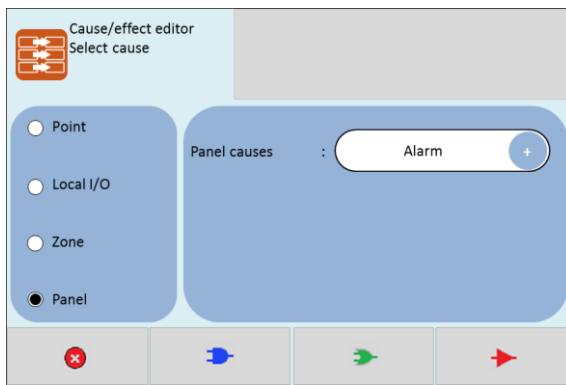 Cause/effect editor
Select cause
Point
Local I/O
Zone
Panel
Panel causes : Alarm +